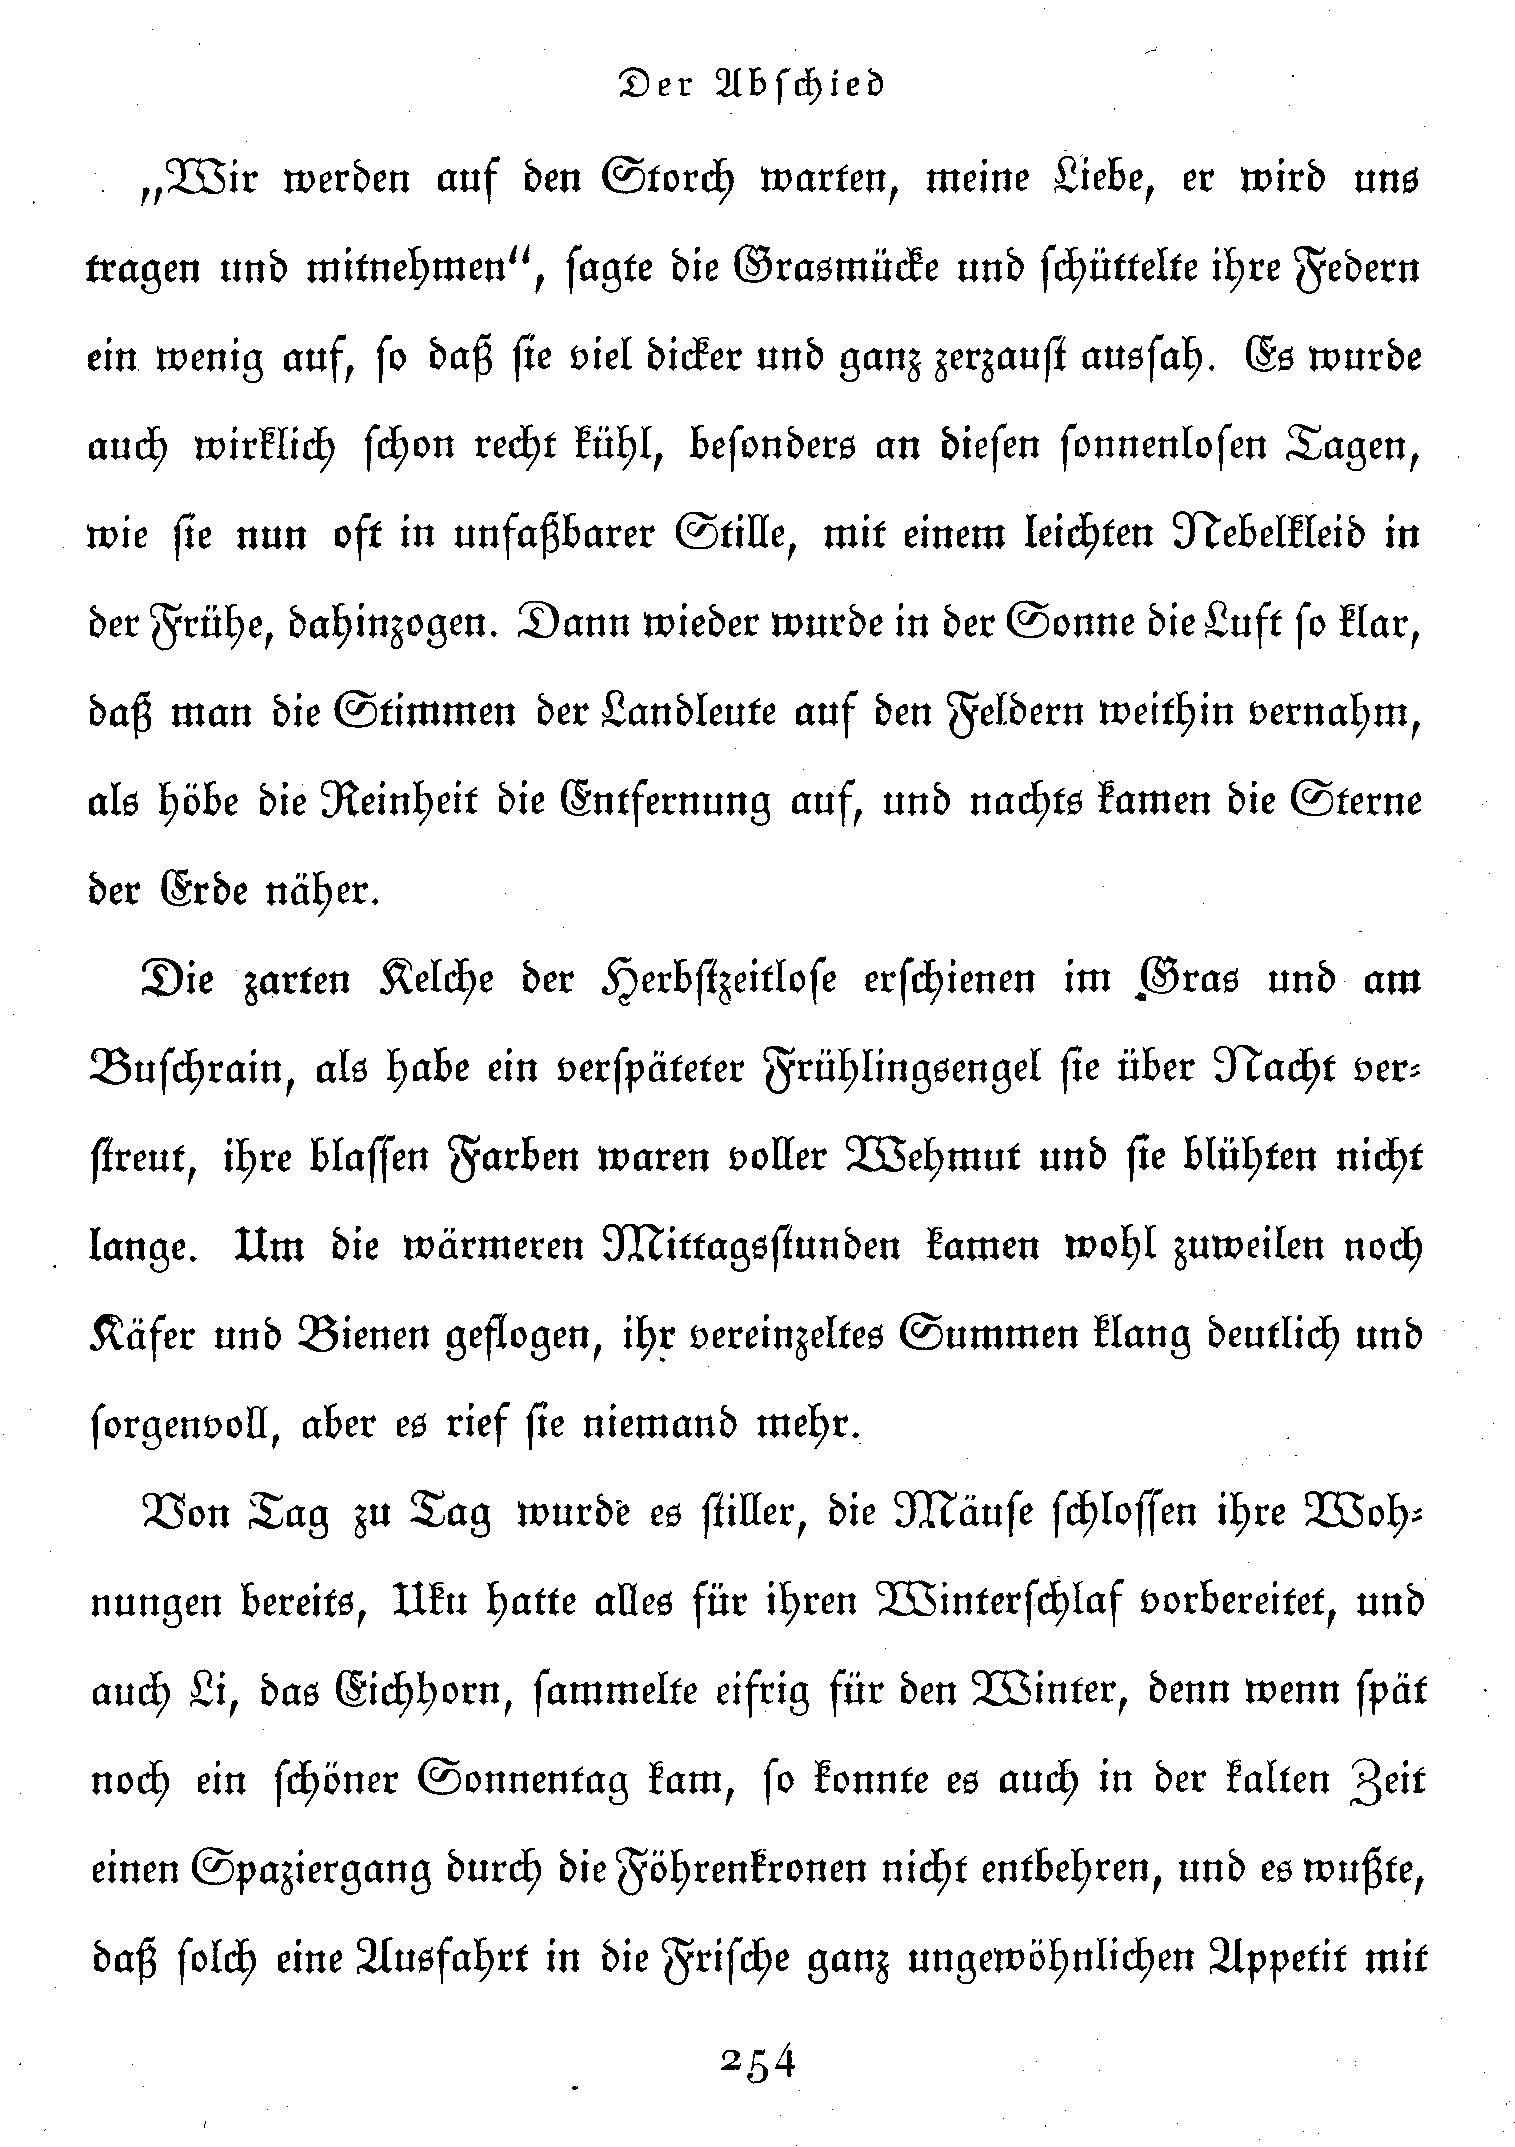 Der Abschied
„Wir werden auf den Storch warten, meine Liebe, er wird uns
tragen und mitnehmen“, sagte die Grasmücke und schüttelte ihre Federn
ein wenig auf, so daß sie viel dicker und ganz zerzaust aussah. Es wurde
auch wirklich schon recht kühl, besonders an diesen sonnenlosen Tagen,
wie sie nun oft in unfaßbarer Stille, mit einem leichten Nebelkleid in
der Frühe, dahinzogen. Dann wieder wurde in der Sonne die Luft so klar,
daß man die Stimmen der Landleute auf den Feldern weithin vernahm,
als höbe die Reinheit die Entfernung auf, und nachts kamen die Sterne
der Erde näher.
Die zarten Kelche der Herbstzeitlose erschienen im Gras und am
Buschrain, als habe ein verspäteter Frühlingsengel sie über Nacht ver-
streut, ihre blassen Farben waren voller Wehmut und sie blühten nicht
lange. Um die wärmeren Mittagsstunden kamen wohl zuweilen noch
Käfer und Bienen geflogen, ihr vereinzeltes Summen klang deutlich und
sorgenvoll, aber es rief sie niemand mehr.
Von Tag zu Tag wurde es stiller, die Mäuse schlossen ihre Woh-
nungen bereits, Uku hatte alles für ihren Winterschlaf vorbereitet, und
auch Li, das Eichhorn, sammelte eifrig für den Winter, denn wenn spät
noch ein schöner Sonnentag kam, so konnte es auch in der kalten Zeit
einen Spaziergang durch die Föhrenkronen nicht entbehren, und es wußte,
daß solch eine Ausfahrt in die Frische ganz ungewöhnlichen Appetit mit
254